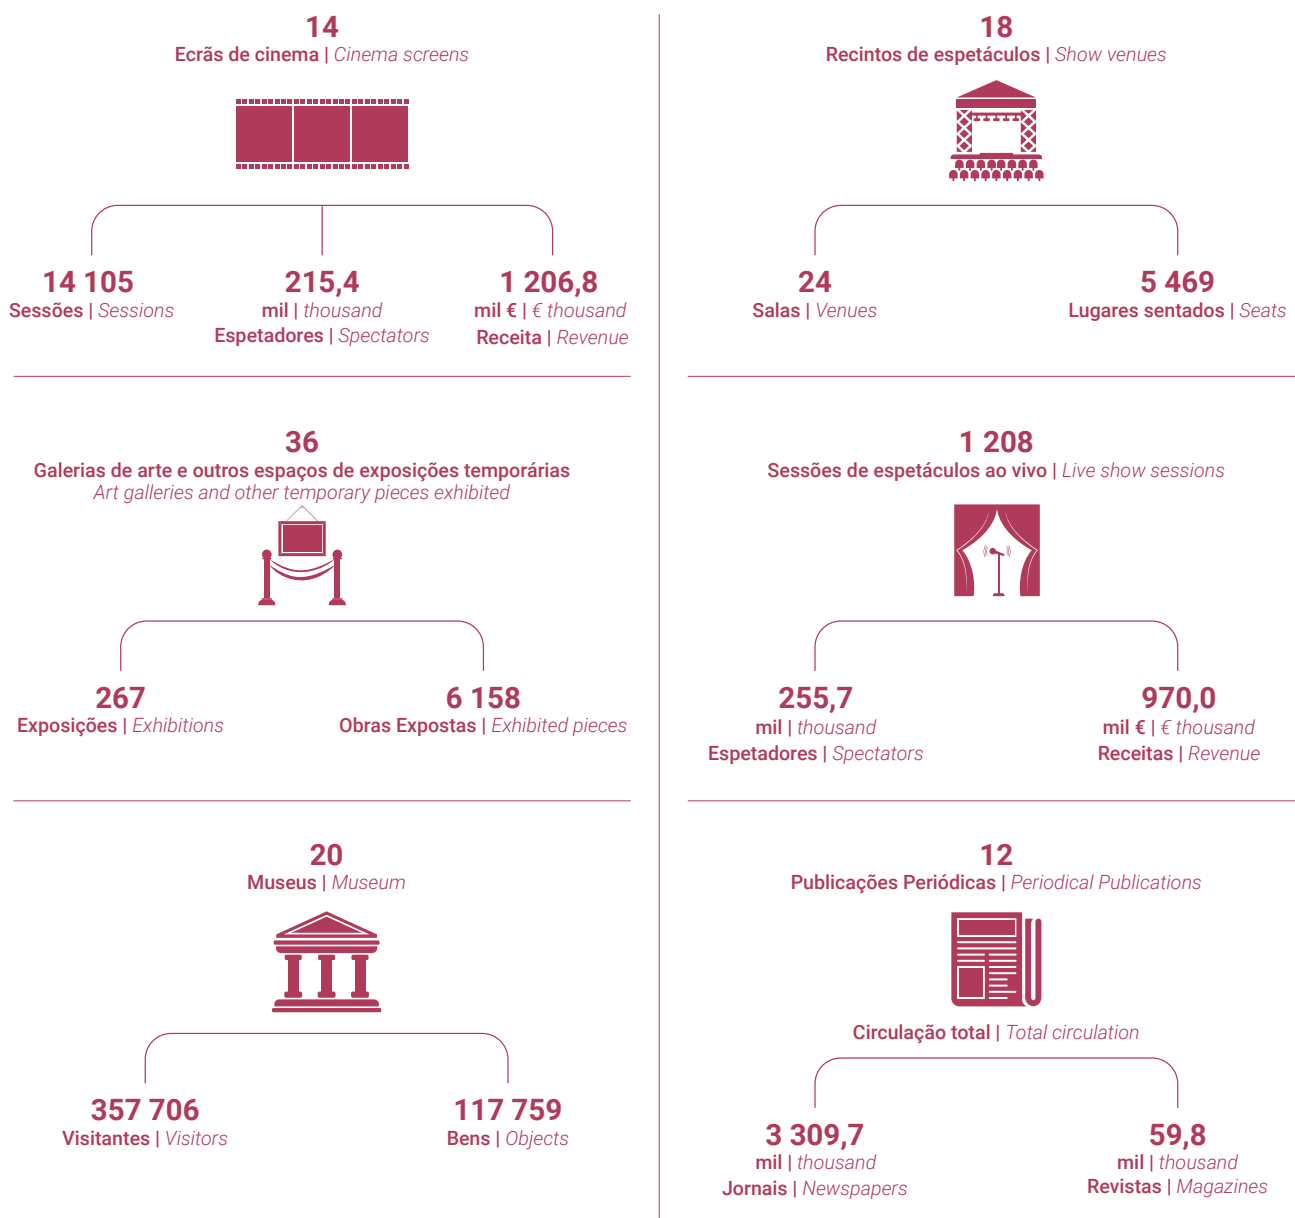 14
Ecrãs de cinema | Cinema screens
14 105
Sessões | Sessions
215,4
mil | thousand
Espetadores | Spectators
1 206,8
mil € | € thousand
Receita | Revenue
18
Recintos de espetáculos | Show venues
24
Salas | Venues
5 469
Lugares sentados | Seats
36
Galerias de arte e outros espaços de exposições temporárias
Art galleries and other temporary pieces exhibited
267
Exposições | Exhibitions
6 158
Obras Expostas | Exhibited pieces
1 208
Sessões de espetáculos ao vivo | Live show sessions
255,7
mil | thousand
Espetadores | Spectators
970,0
mil € | € thousand
Receitas | Revenue
20
Museus | Museum
357 706
Visitantes | Visitors
117 759
Bens | Objects
12
Publicações Periódicas | Periodical Publications
Circulação total | Total circulation
3 309,7
mil | thousand
Jornais | Newspapers
59,8
mil | thousand
Revistas | Magazines